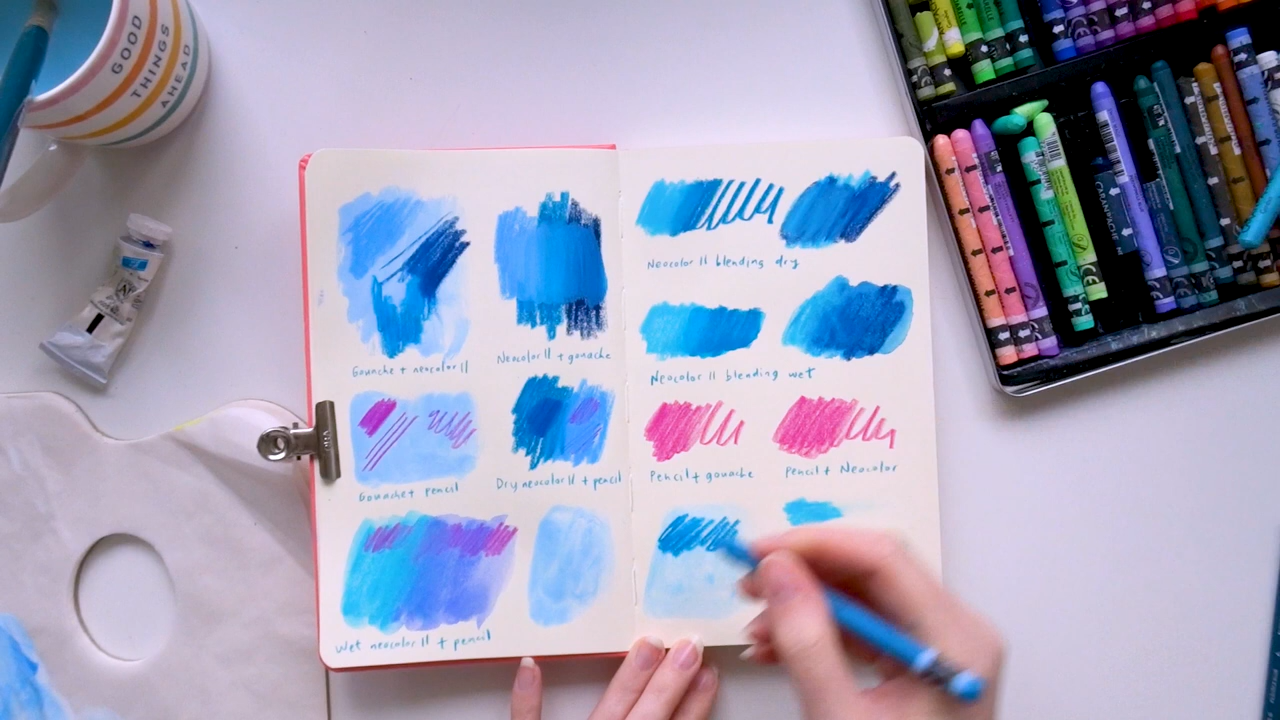 GOOD
THINGS
AHEAD
CARAN D'ACHE
Neocolor II blending dry
Gouache + neocolor II
Neocolor II + gouache
Neocolor II blending wet
Gouache + pencil
Dry neocolor II + pencil
Pencil + gouache
Pencil + Neocolor
Wet neocolor II + pencil